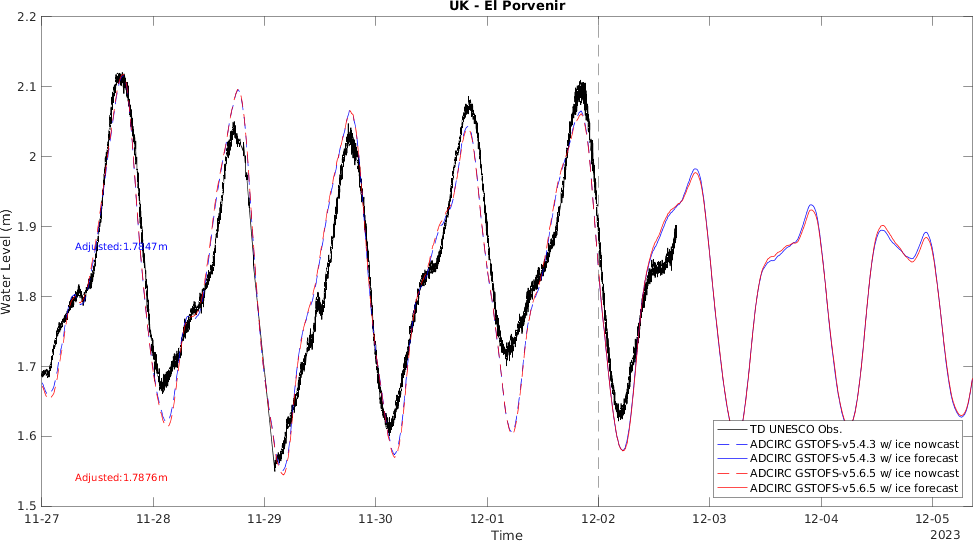 UK - El Porvenir
2.2
2.1
2
1.9
1.8
1.7
1.6
1.5
Water Level (m)
Adjusted:1.7847m
Adjusted:1.7876m
TD UNESCO Obs.
ADCIRC GSTOFS-v5.4.3 w/ ice nowcast
ADCIRC GSTOFS-v5.4.3 w/ ice forecast
ADCIRC GSTOFS-v5.6.5 w/ ice nowcast
ADCIRC GSTOFS-v5.6.5 w/ ice forecast
11-27 11-28 11-29 11-30 12-01 12-02 12-03 12-04 12-05
Time
2023